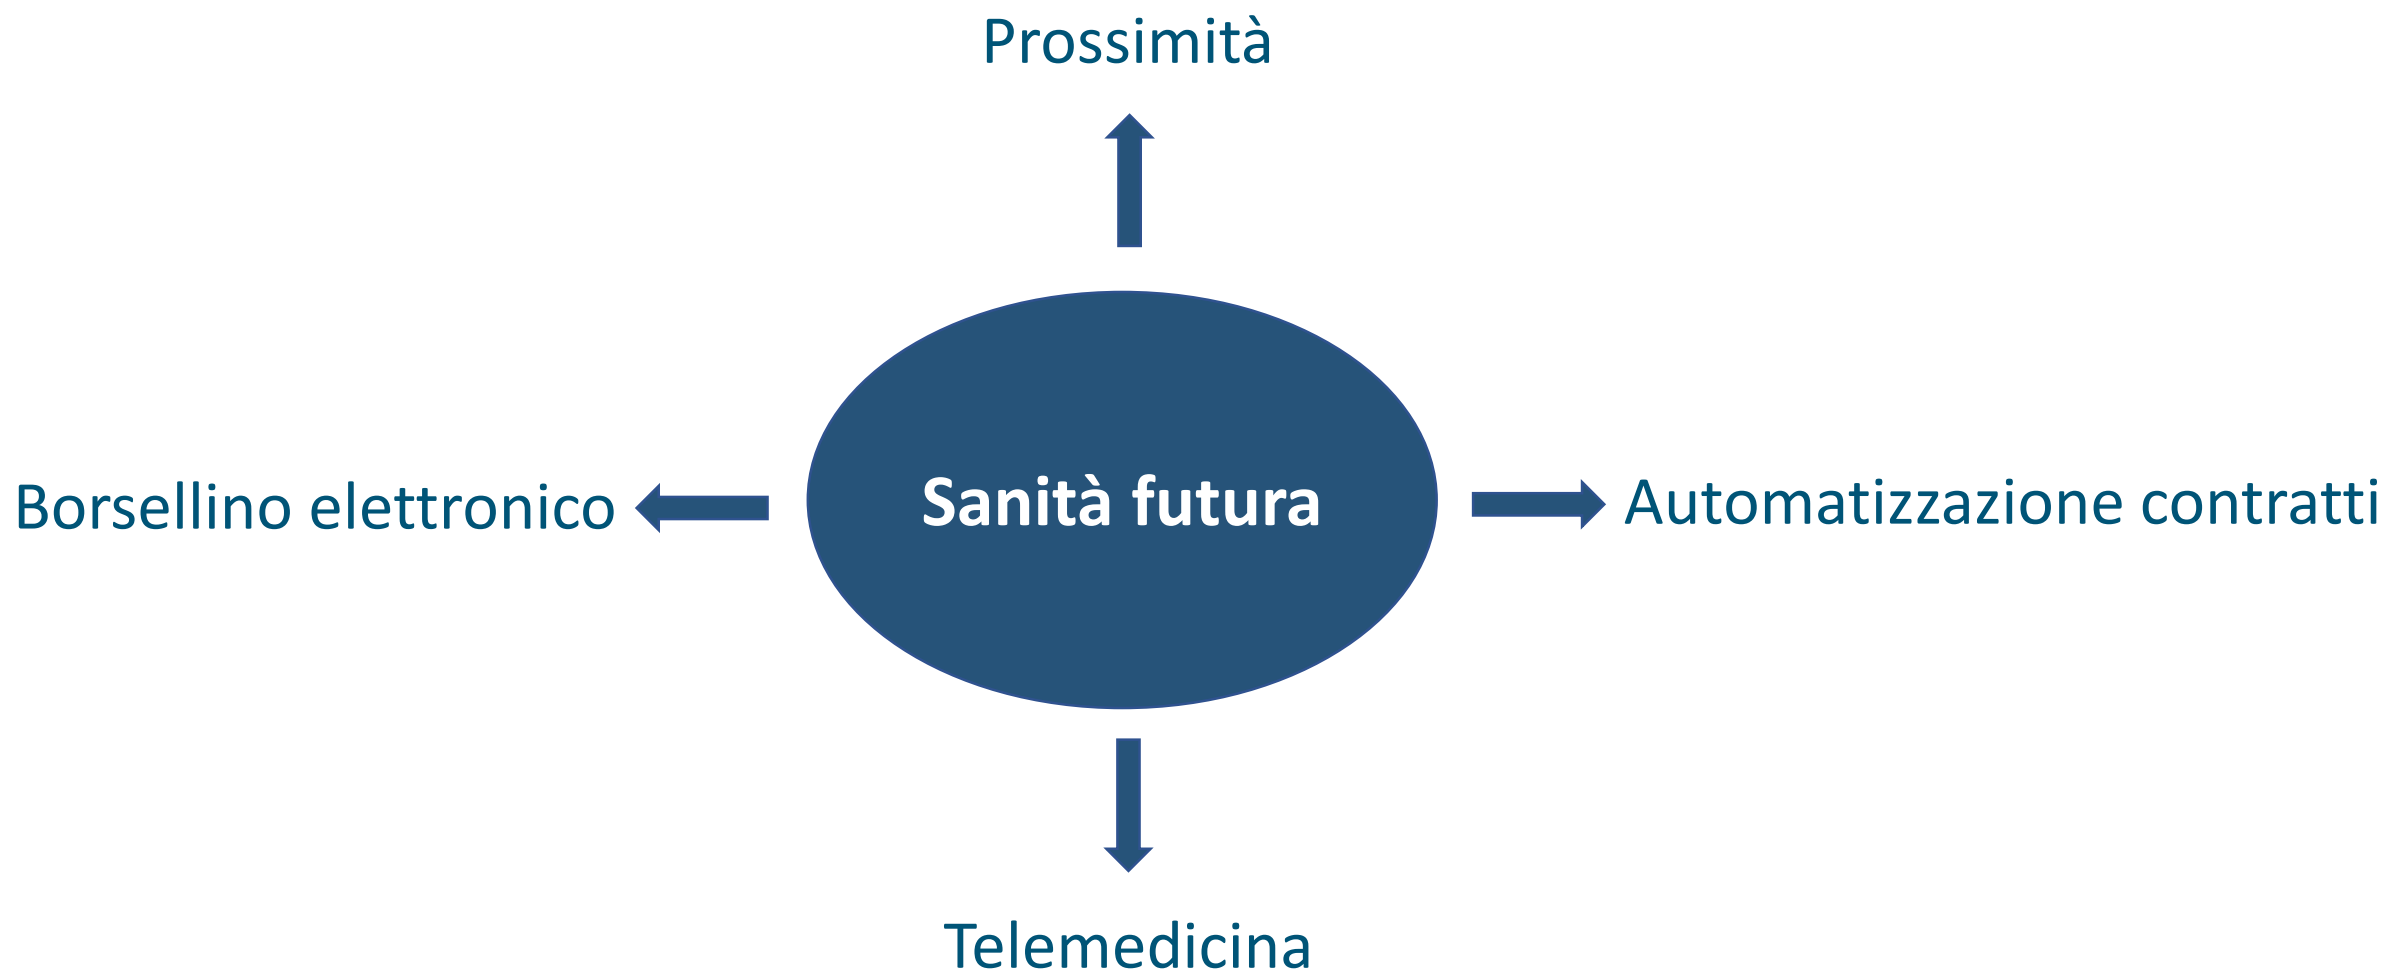 Prossimità
Borsellino elettronico
Sanità futura
Automatizzazione contratti
Telemedicina